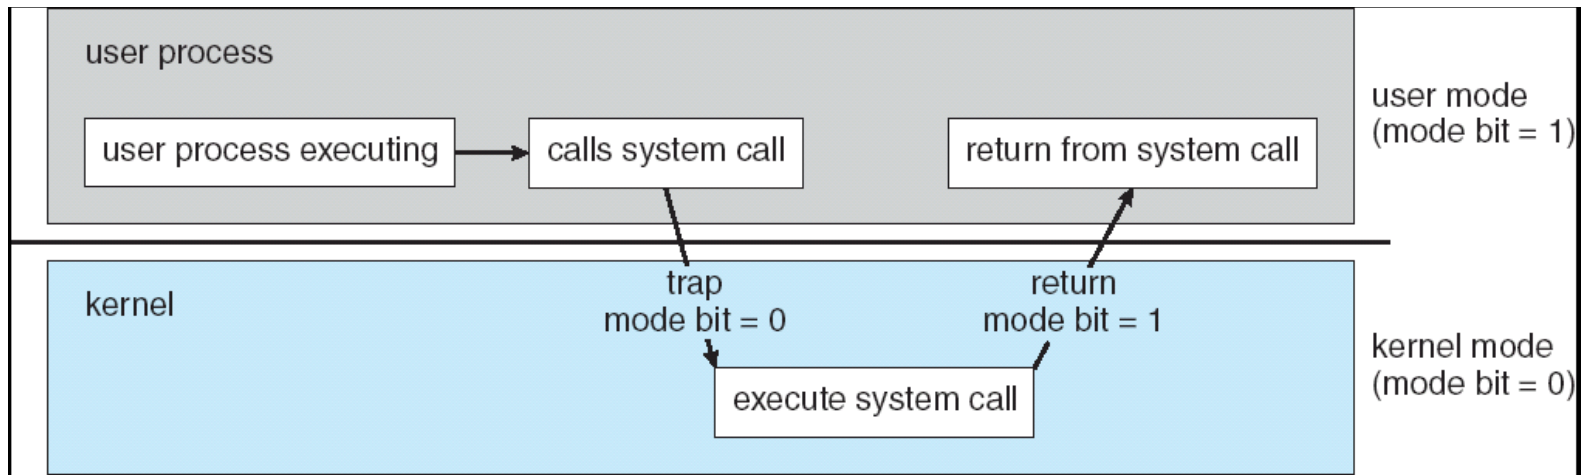 user process
user process executing
calls system call
return from system call
user mode
(mode bit = 1)
kernel
trap
mode bit = 0
return
mode bit = 1
kernel mode
(mode bit = 0)
execute system call